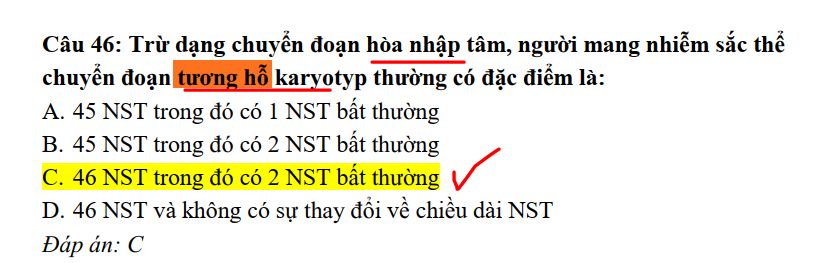 Câu 46: Trừ dạng chuyển đoạn hòa nhập tâm, người mang nhiễm sắc thể
chuyển đoạn tương hỗ karyotyp thường có đặc điểm là:
A. 45 NST trong đó có 1 NST bất thường
B. 45 NST trong đó có 2 NST bất thường
C. 46 NST trong đó có 2 NST bất thường
D. 46 NST và không có sự thay đổi về chiều dài NST
Đáp án: C